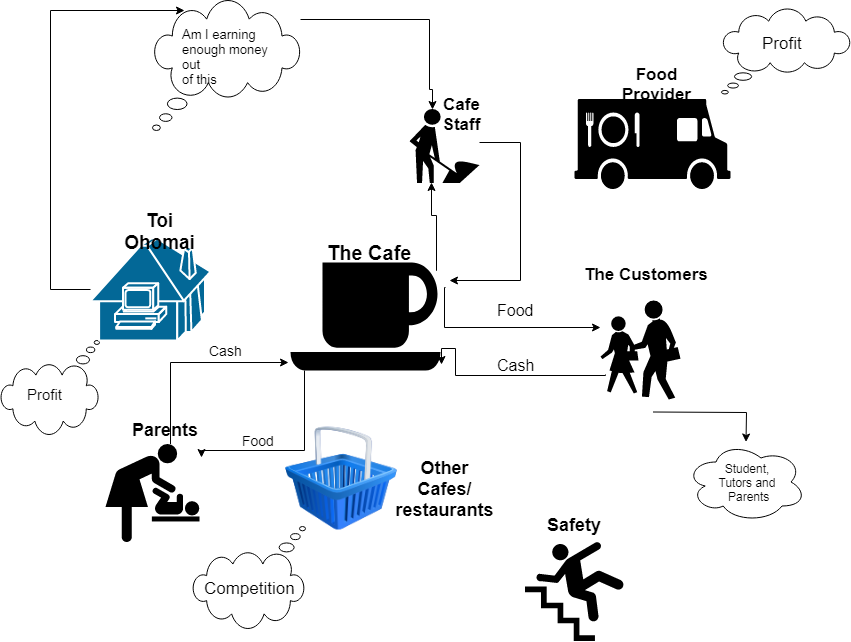 Am I earning
enough money
out
of this
Profit
Food
Provider
Cafe
Staff
Toi
Ohomai
The Cafe
The Customers
Food
Cash
Cash
Profit
Parents
Food
Other
Cafes/
restaurants
Student,
Tutors and
Parents
Safety
Competition